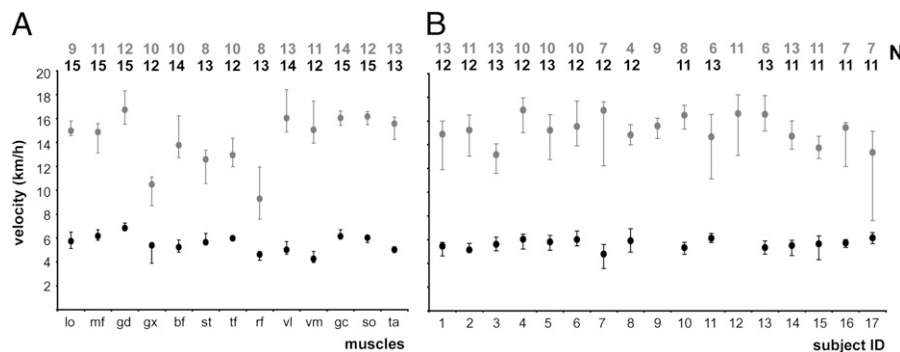 A
9 11 12 10 10 8 10 8 13 11 14 12 13
15 15 15 12 14 13 12 13 14 12 15 15 13
velocity (km/h)
20
18
16
14
12
10
8
6
4
2
lo mf gd gx bf st tf rf vl vm gc so ta
muscles
B
13 11 13 10 10 10 7 4 9 8 6 11 6 13 11 7 7
12 12 12 12 12 12 12 12 11 13 13 11 11 11 11
N
1 2 3 4 5 6 7 8 9 10 11 12 13 14 15 16 17
subject ID